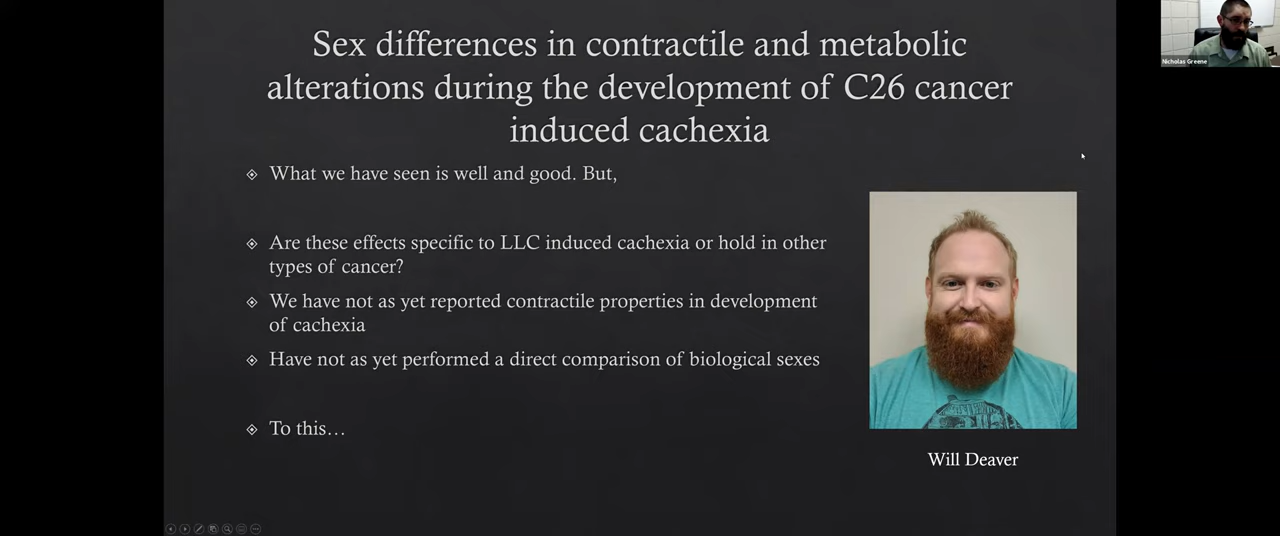 Sex differences in contractile and metabolic
alterations during the development of C26 cancer
induced cachexia
What we have seen is well and good. But,
Are these effects specific to LLC induced cachexia or hold in other
types of cancer?
We have not as yet reported contractile properties in development
of cachexia
Have not as yet performed a direct comparison of biological sexes
To this…
Will Deaver
Nicholas Greene